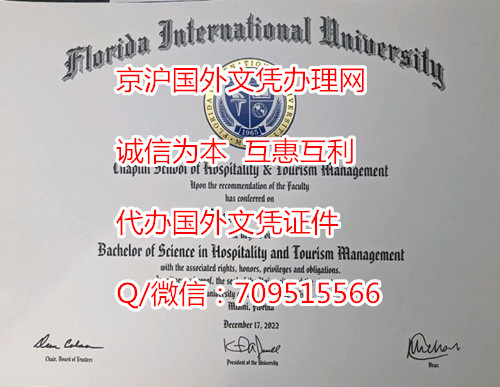 Florida International University
京沪国外文凭办理网
1965
诚信为本 互惠互利
Chaplin School of Hospitality & Tourism Management
Upon the recommendation of the Faculty
has conferred on
代办国外文凭证件
Bachelor of Science in Hospitality and Tourism Management
with the associated rights, honors, privileges and obligations.
Q/微信：709515566
Miami, Florida
December 17, 2022
Chair, Board of Trustees
President of the University
Dean